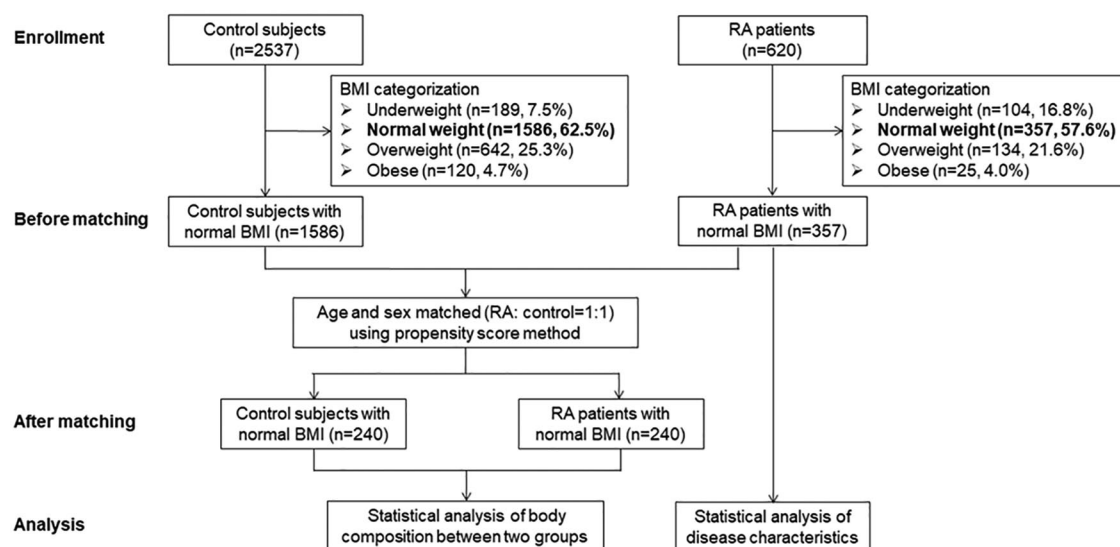 Enrollment
Control subjects
(n=2537)
RA patients
(n=620)
BMI categorization
➢ Underweight (n=189, 7.5%)
➢ Normal weight (n=1586, 62.5%)
➢ Overweight (n=642, 25.3%)
➢ Obese (n=120, 4.7%)
BMI categorization
➢ Underweight (n=104, 16.8%)
➢ Normal weight (n=357, 57.6%)
➢ Overweight (n=134, 21.6%)
➢ Obese (n=25, 4.0%)
Before matching
Control subjects with
normal BMI (n=1586)
RA patients with
normal BMI (n=357)
Age and sex matched (RA: control=1:1)
using propensity score method
After matching
Control subjects with
normal BMI (n=240)
RA patients with
normal BMI (n=240)
Analysis
Statistical analysis of body
composition between two groups
Statistical analysis of
disease characteristics